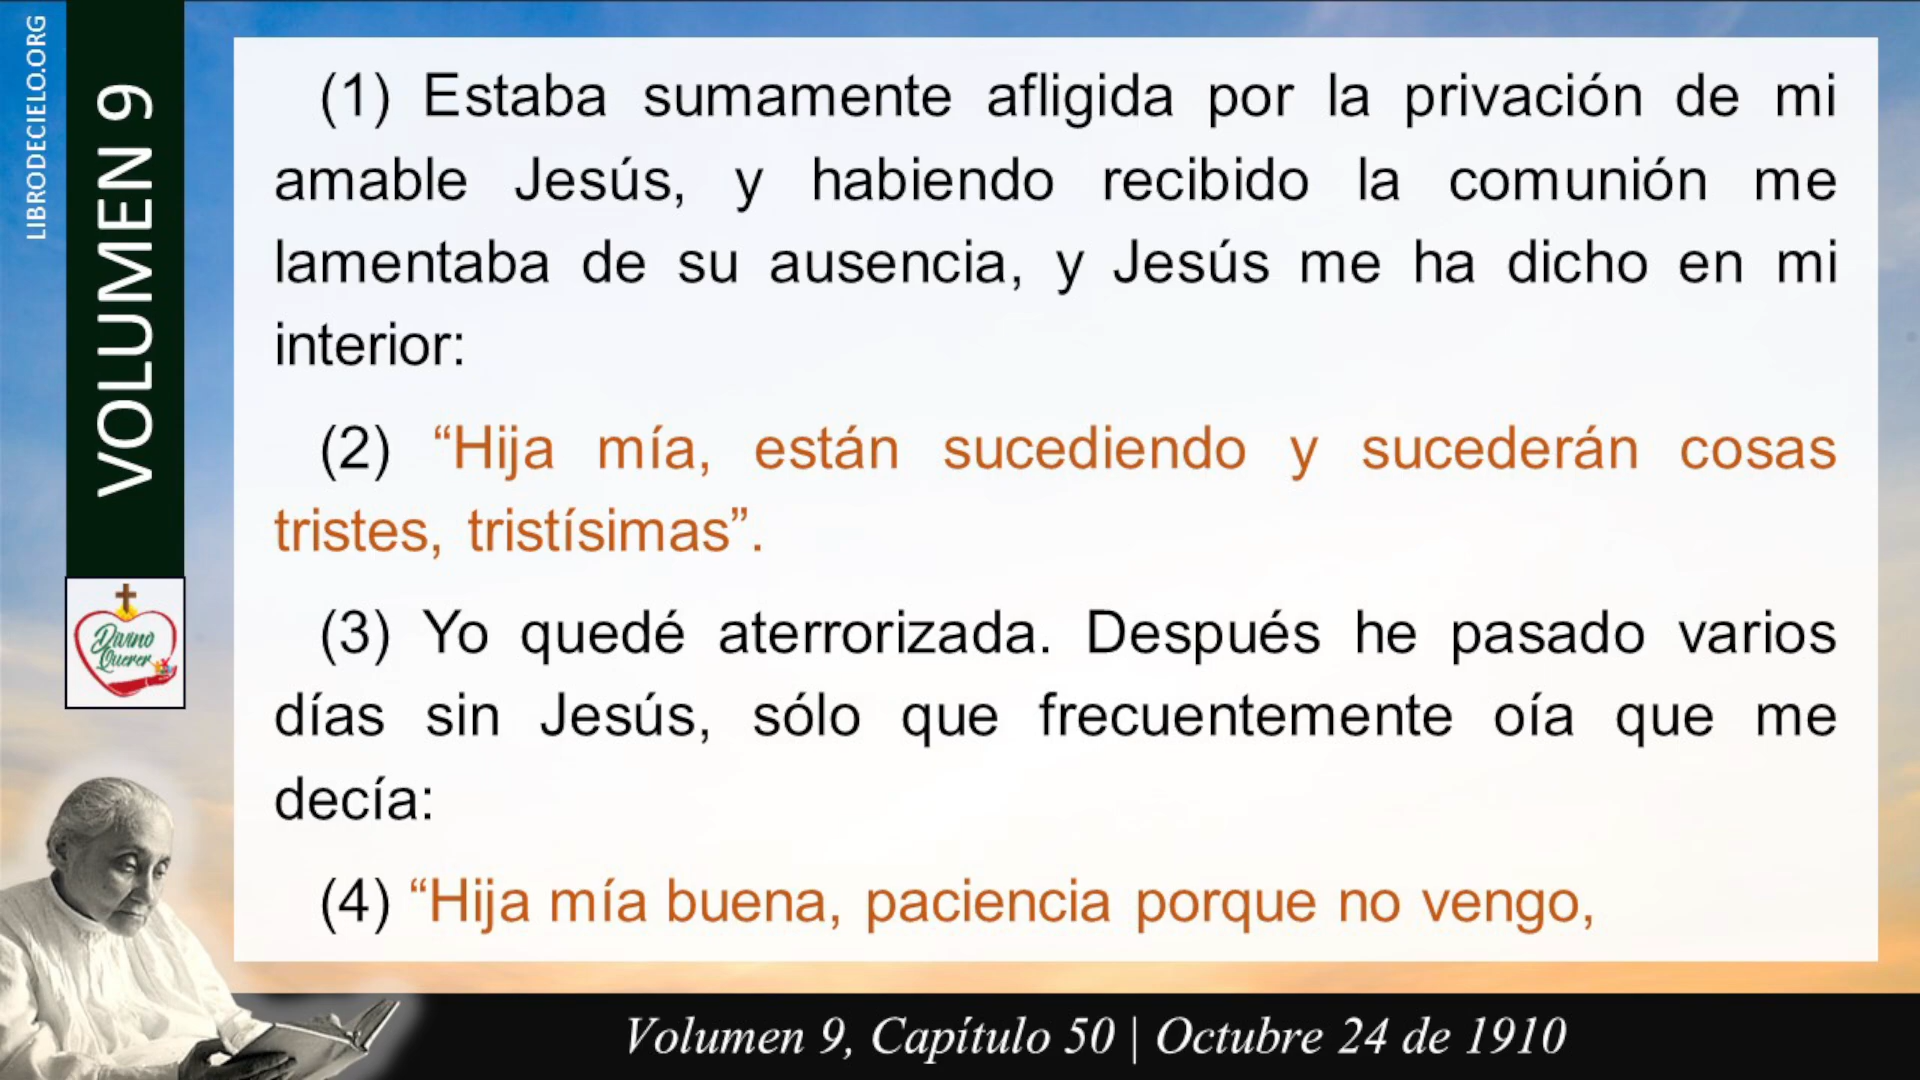 LIBRODECIELO.ORG
VOLUMEN 9
Divino
Querer
(1) Estaba sumamente afligida por la privación de mi
amable Jesús, y habiendo recibido la comunión me
lamentaba de su ausencia, y Jesús me ha dicho en mi
interior:
(2) “Hija mía, están sucediendo y sucederán cosas
tristes, tristísimas”.
(3) Yo quedé aterrorizada. Después he pasado varios
días sin Jesús, sólo que frecuentemente oía que me
decía:
(4) “Hija mía buena, paciencia porque no vengo,
Volumen 9, Capítulo 50 | Octubre 24 de 1910